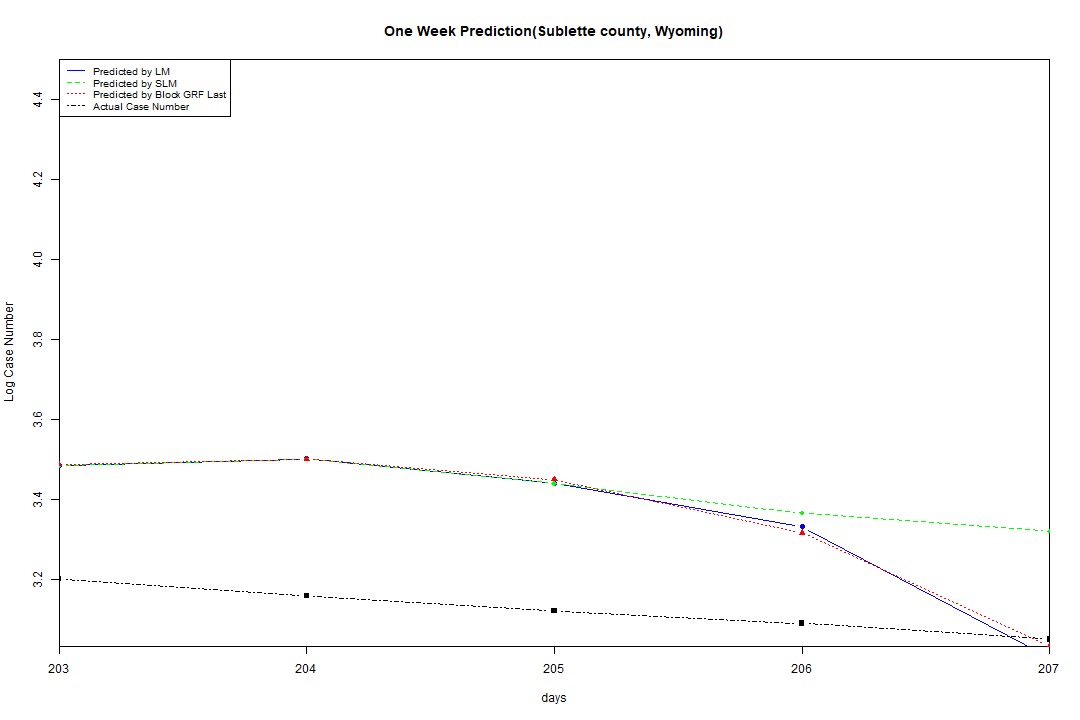 One Week Prediction(Sublette county, Wyoming)
Predicted by LM
Predicted by SLM
Predicted by Block GRF Last
Actual Case Number
4.4
4.2
4.0
3.8
3.6
3.4
3.2
Log Case Number
203 204 205 206 207
days